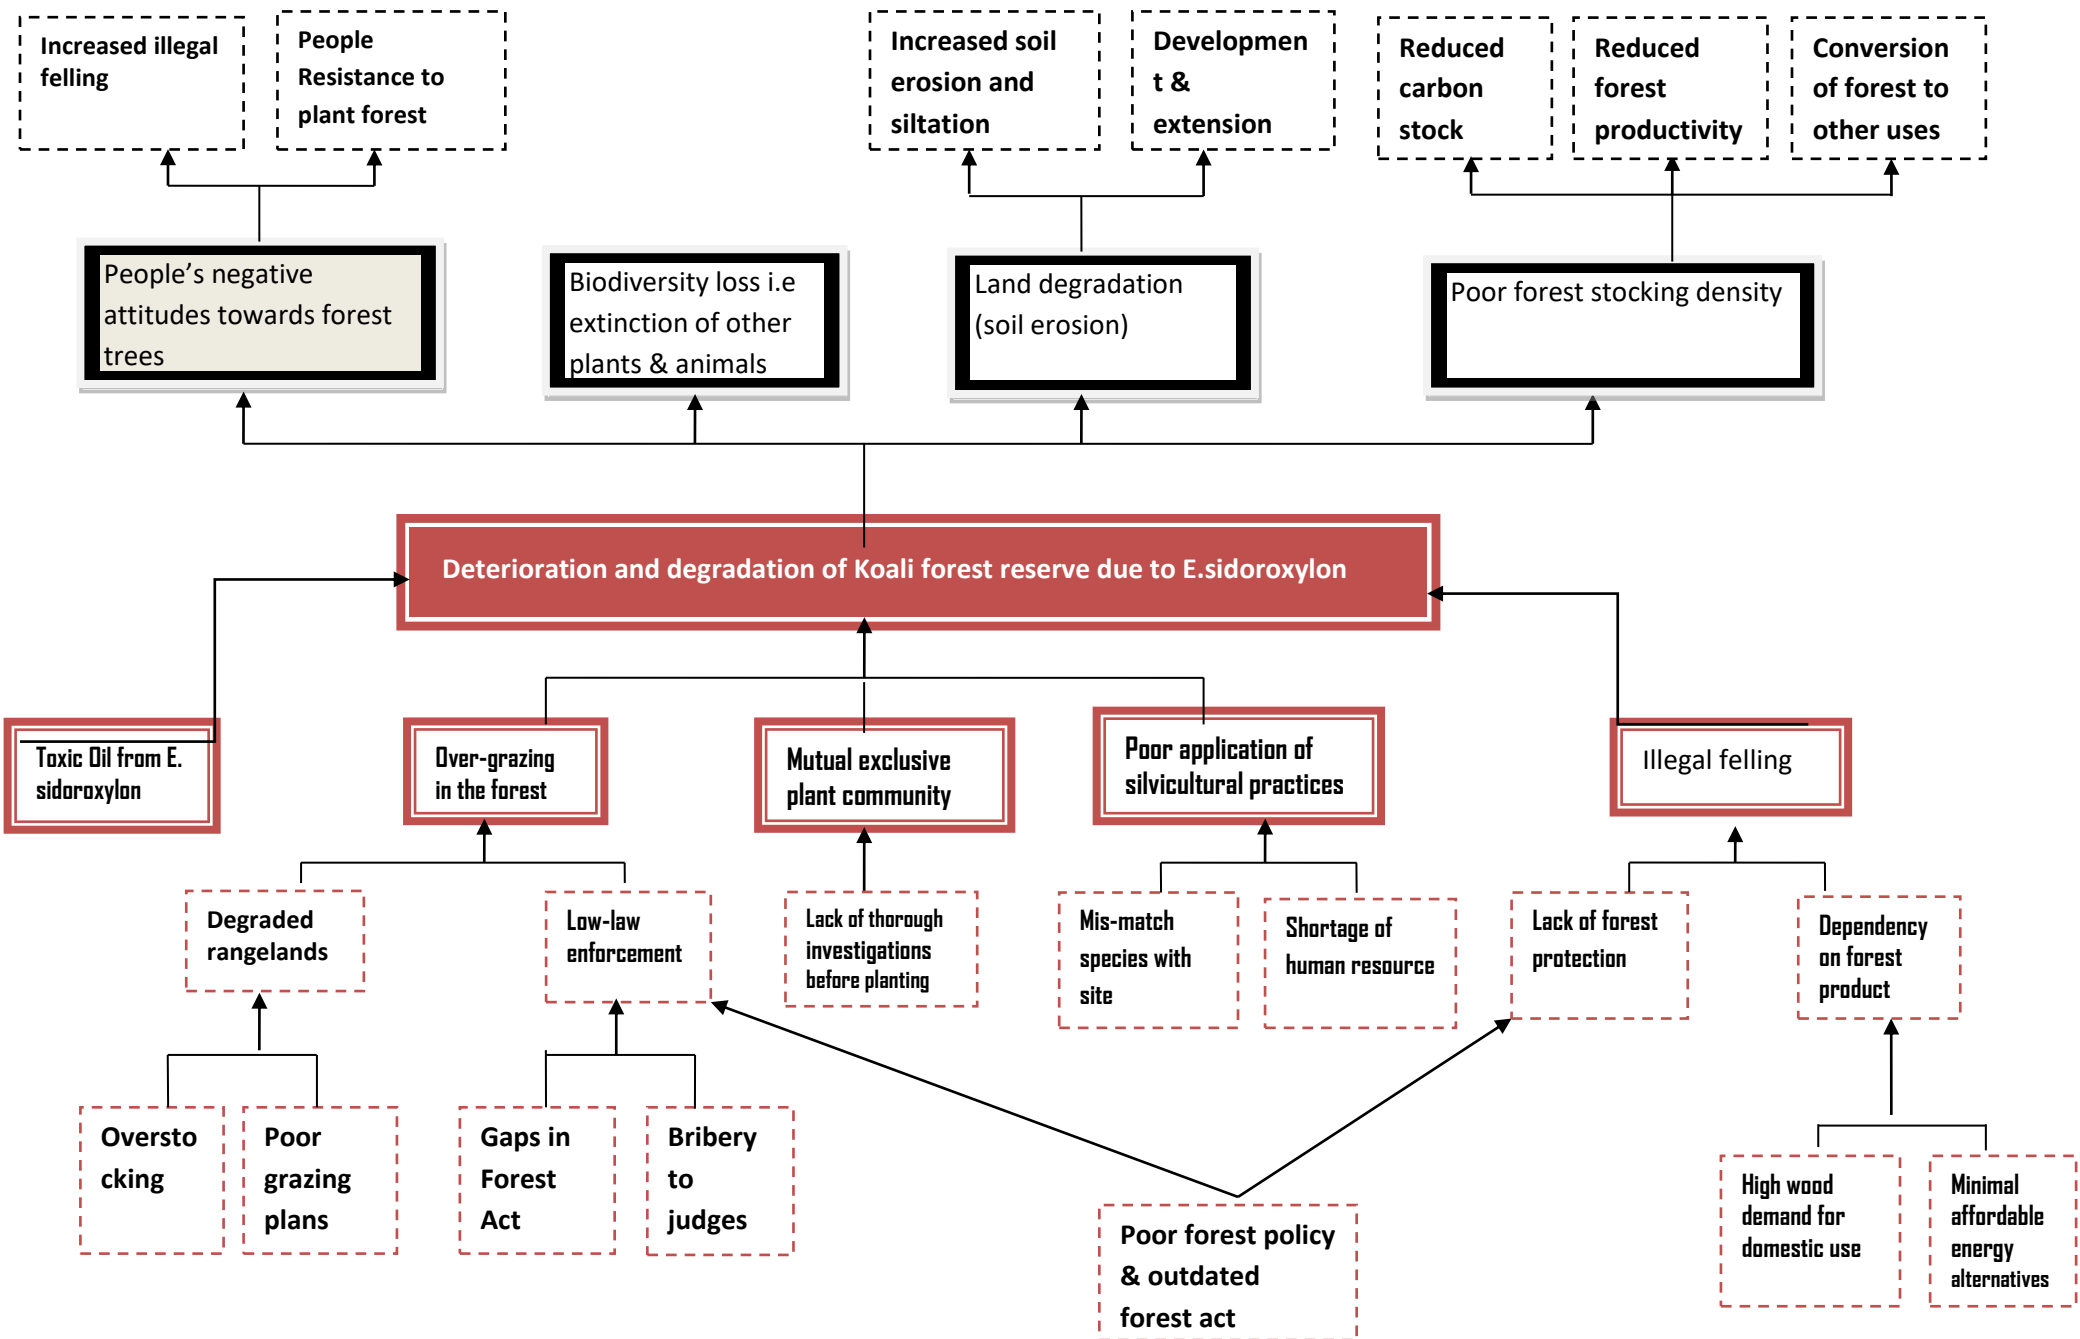 Increased illegal
felling
People
Resistance to
plant forest
Increased soil
erosion and
siltation
Developmen
t &
extension
Reduced
carbon
stock
Reduced
forest
productivity
Conversion
of forest to
other uses
People’s negative
attitudes towards forest
trees
Biodiversity loss i.e
extinction of other
plants & animals
Land degradation
(soil erosion)
Poor forest stocking density
Deterioration and degradation of Koali forest reserve due to E.sidoroxylon
Toxic Oil from E.
sidoroxylon
Over-grazing
in the forest
Mutual exclusive
plant community
Poor application of
silvicultural practices
Illegal felling
Degraded
rangelands
Low-law
enforcement
Lack of thorough
investigations
before planting
Mis-match
species with
site
Shortage of
human resource
Lack of forest
protection
Dependency
on forest
product
Oversto
cking
Poor
grazing
plans
Gaps in
Forest
Act
Bribery
to
judges
Poor forest policy
& outdated
forest act
High wood
demand for
domestic use
Minimal
affordable
energy
alternatives